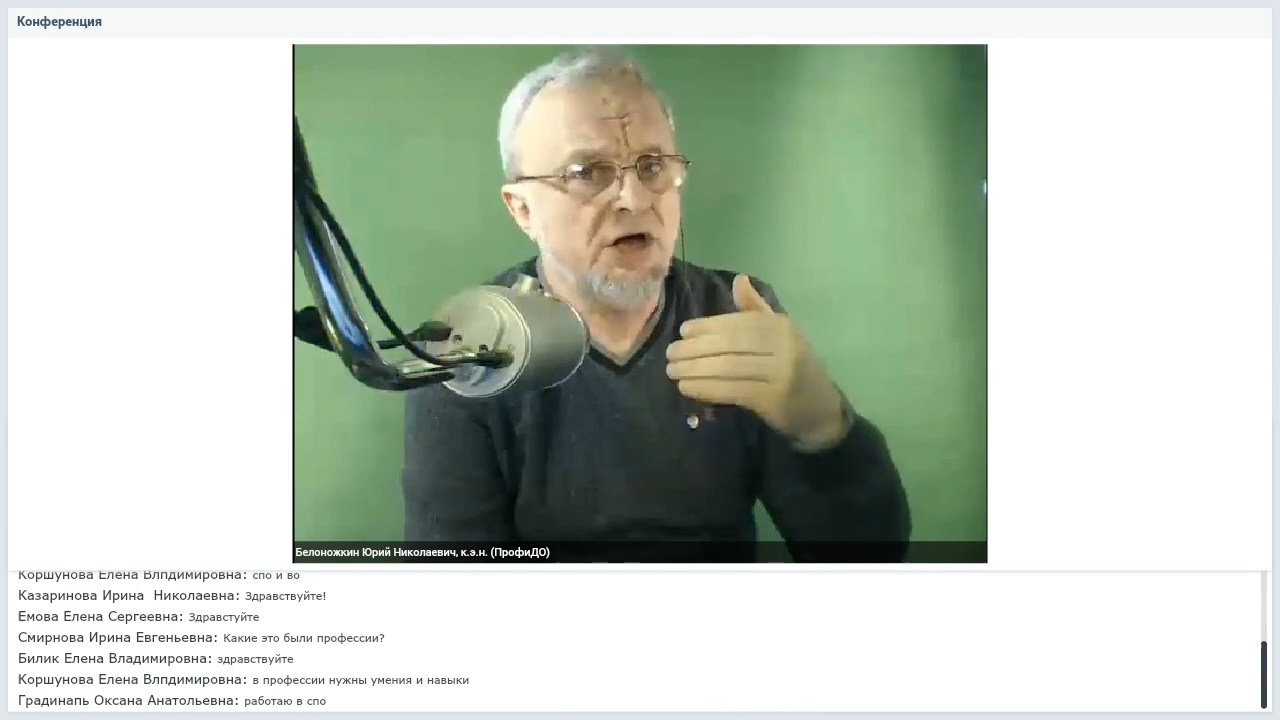 Конференция
Белоножкин Юрий Николаевич, к.э.н. (ПрофиДО)
Коршунова Елена Влпдимировна: спо и во
Казаринова Ирина  Николаевна: Здравствуйте!
Емова Елена Сергеевна: Здравстуйте
Смирнова Ирина Евгеньевна: Какие это были профессии?
Билик Елена Владимировна: здравствуйте
Коршунова Елена Влпдимировна: в профессии нужны умения и навыки
Градинапь Оксана Анатольевна: работаю в спо